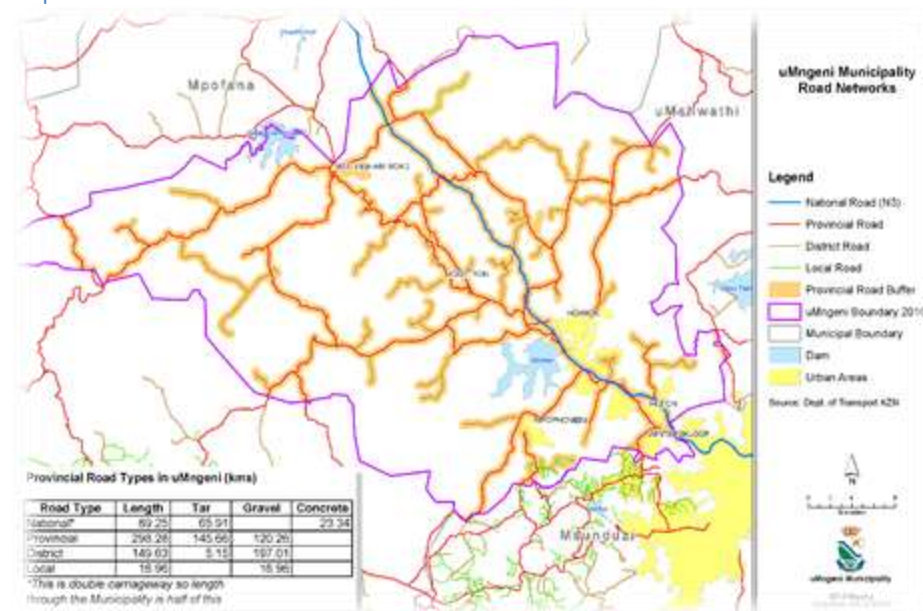 uMngeni Municipality
Road Networks
Mpofana
uMshwathi
Legend
National Road (N3)
Provincial Road
District Road
Local Road
Provincial Road Buffer
uMngeni Boundary 2016
Municipal Boundary
Dam
Urban Areas
Source: Dept. of Transport KZN
HOWICK
MPOPHOMENI
HILTON
Msunduzi
N
Provincial Road Types in uMngeni (kms)
Road Type Length Tar Gravel Concrete
National* 89.25 65.91 23.34
Provincial 298.28 145.66 120.26
District 149.63 5.15 197.01
Local 18.96 18.96
*This is double carriageway so length
through the Municipality is half of this
uMngeni Municipality